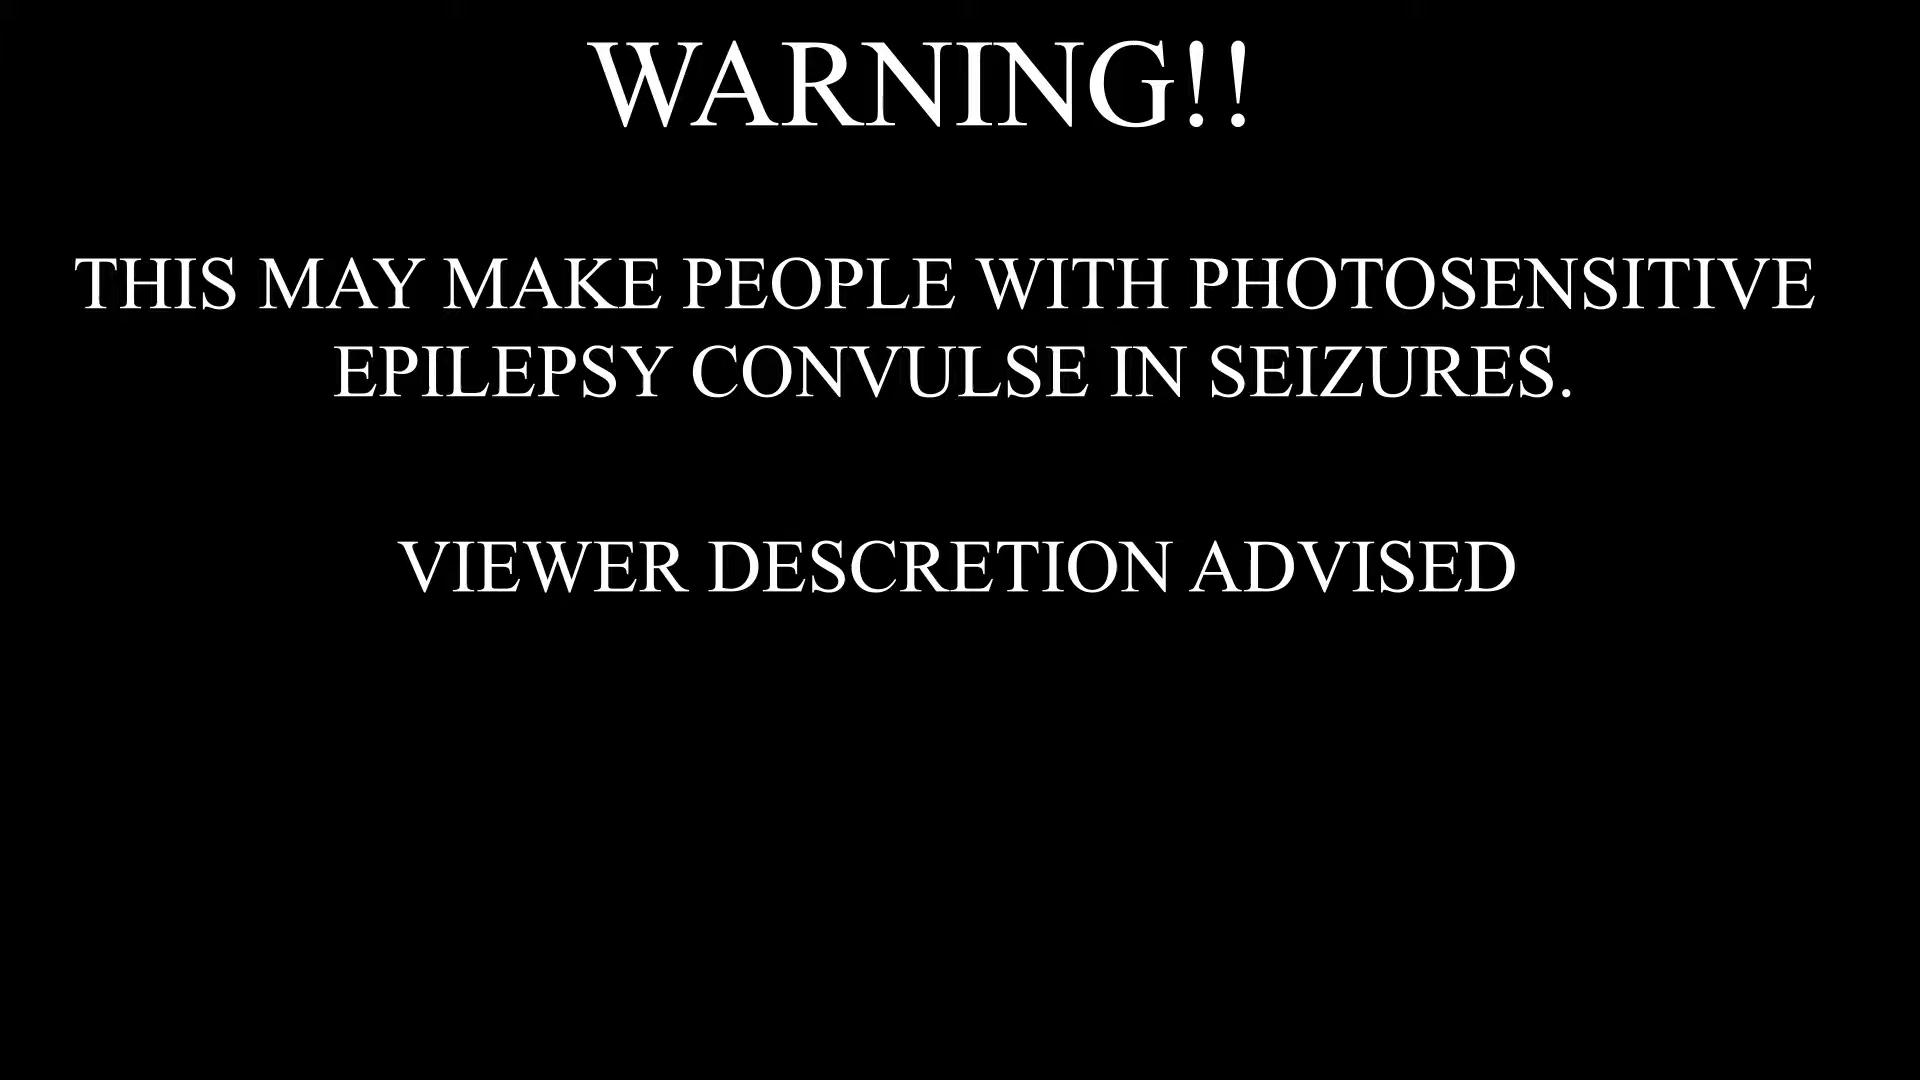 WARNING!!
THIS MAY MAKE PEOPLE WITH PHOTOSENSITIVE
EPILEPSY CONVULSE IN SEIZURES.
VIEWER DESCRETION ADVISED